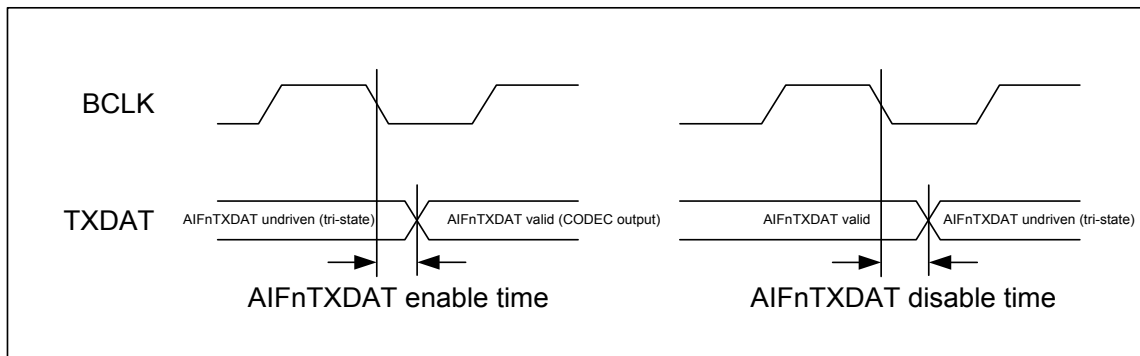 BCLK
TXDAT
AIFnTXDAT undriven (tri-state)
AIFnTXDAT valid (CODEC output)
AIFnTXDAT valid
AIFnTXDAT undriven (tri-state)
AIFnTXDAT enable time
AIFnTXDAT disable time